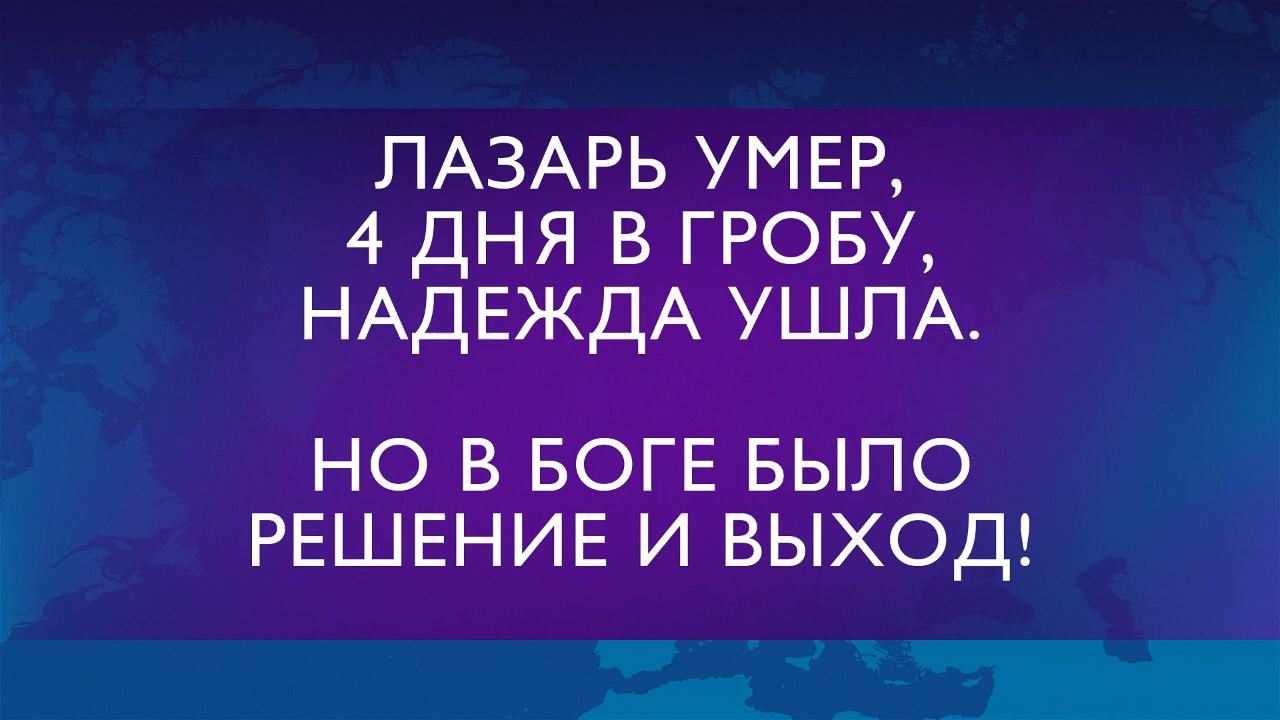 ЛАЗАРЬ УМЕР,
4 ДНЯ В ГРОБУ,
НАДЕЖДА УШЛА.
НО В БОГЕ БЫЛО
РЕШЕНИЕ И ВЫХОД!